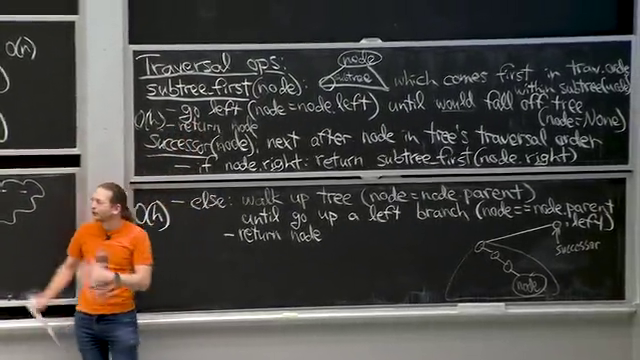 O(n)
Traversal ops:
subtree_first(node): which comes first in trav. order
within subtree(node)
node
subtree
- go left (node=node.left) until would fall off tree
(node=None)
O(h) - return node
successor(node): next after node in tree's traversal order
- if node.right: return subtree_first(node.right)
- else: walk up tree (node=node.parent)
O(h)
until go up a left branch (node==node.parent.left)
- return node
successor
node